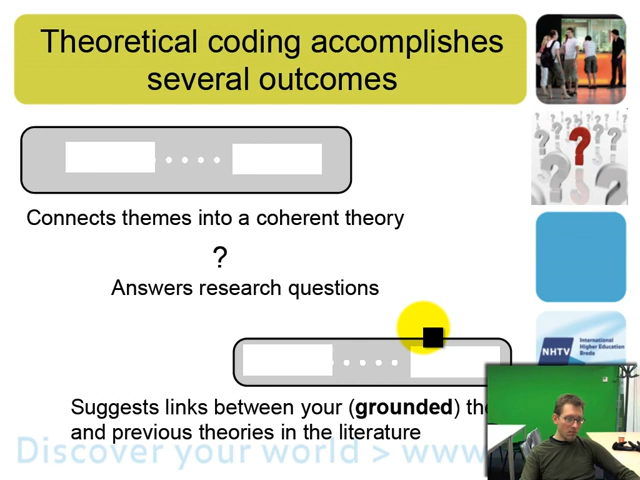 Theoretical coding accomplishes
several outcomes
Connects themes into a coherent theory
?
Answers research questions
Suggests links between your (grounded)
and previous theories in the literature
NHTV
International
Higher Education
Breda
Discover your world > www